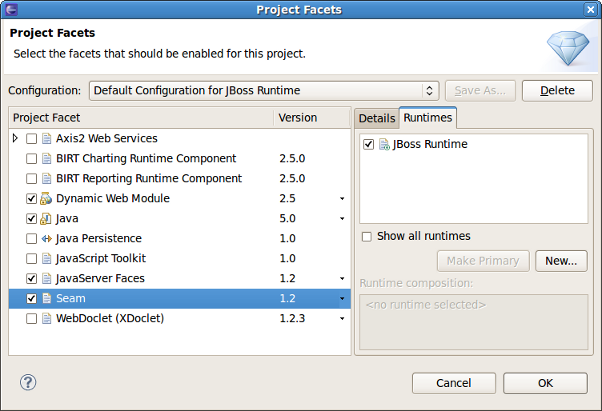 Project Facets
Project Facets
Select the facets that should be enabled for this project.
Configuration: Default Configuration for JBoss Runtime Save As... Delete
Project Facet Version
Axis2 Web Services
BIRT Charting Runtime Component 2.5.0
BIRT Reporting Runtime Component 2.5.0
Dynamic Web Module 2.5
Java 5.0
Java Persistence 1.0
JavaScript Toolkit 1.0
JavaServer Faces 1.2
Seam 1.2
WebDoclet (XDoclet) 1.2.3
Details Runtimes
JBoss Runtime
Show all runtimes
Make Primary New...
Runtime composition:
<no runtime selected>
Cancel OK